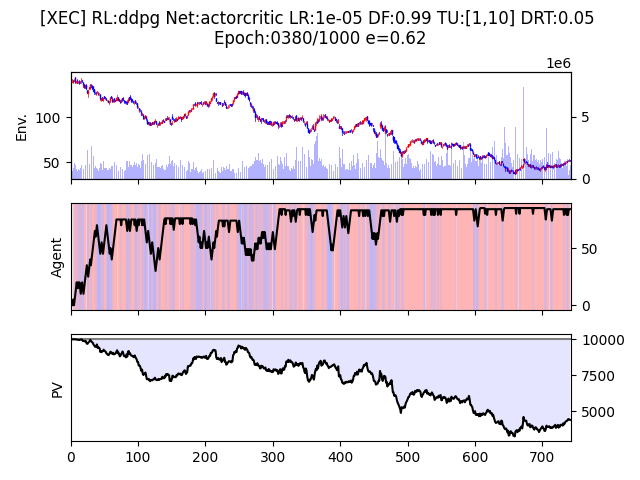 [XEC] RL:ddpg Net:actorcritic LR:1e-05 DF:0.99 TU:[1,10] DRT:0.05
Epoch:0380/1000 e=0.62
1e6
Env.
100
50
5
0
Agent
50
0
PV
10000
7500
5000
0 100 200 300 400 500 600 700